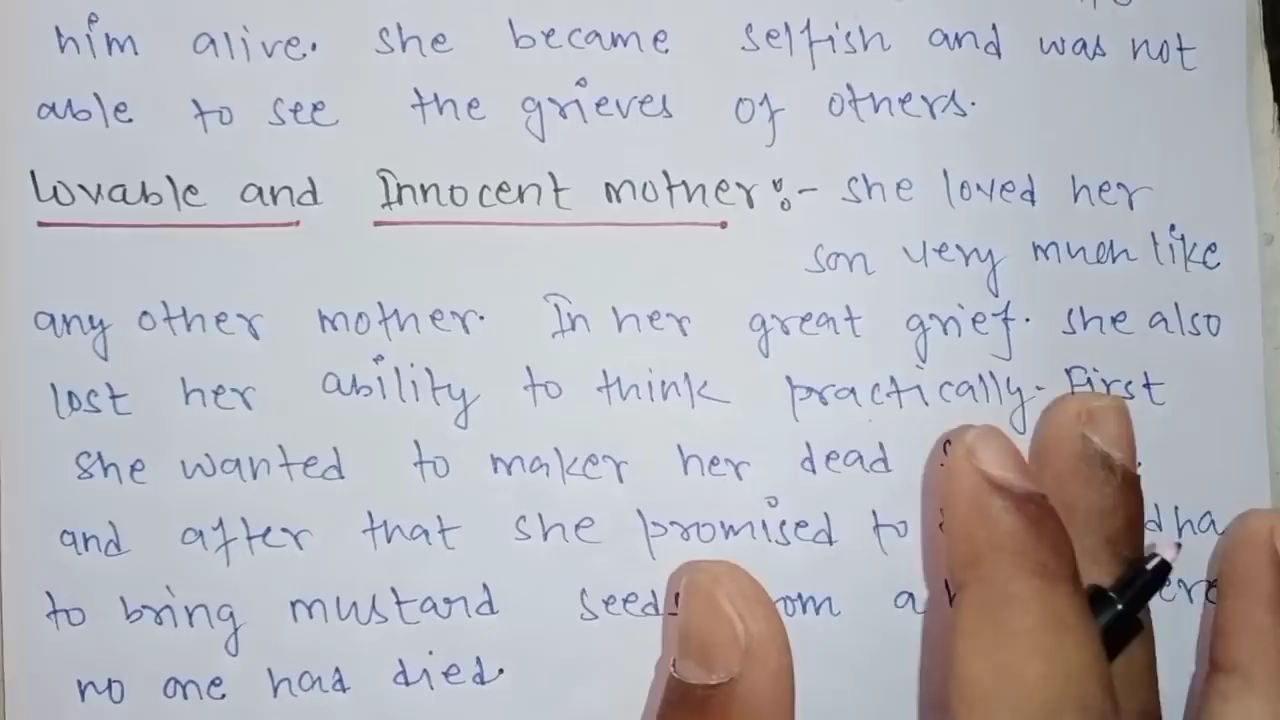 him alive. she became selfish and was not
able to see the grieves of others.
Lovable and Innocent mother:- she loved her
son very much like
any other mother. In her great grief. she also
lost her ability to think practically. First
she wanted to maker her dead
and after that she promised to
to bring mustard seeds a
no one had died.